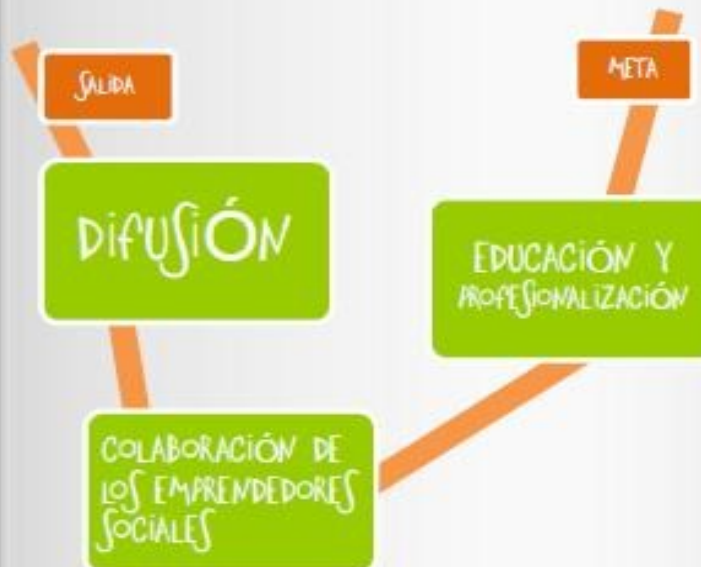 SALIDA
META
DIFUSIÓN
EDUCACIÓN Y
PROFESIONALIZACIÓN
COLABORACIÓN DE
LOS EMPRENDEDORES
SOCIALES